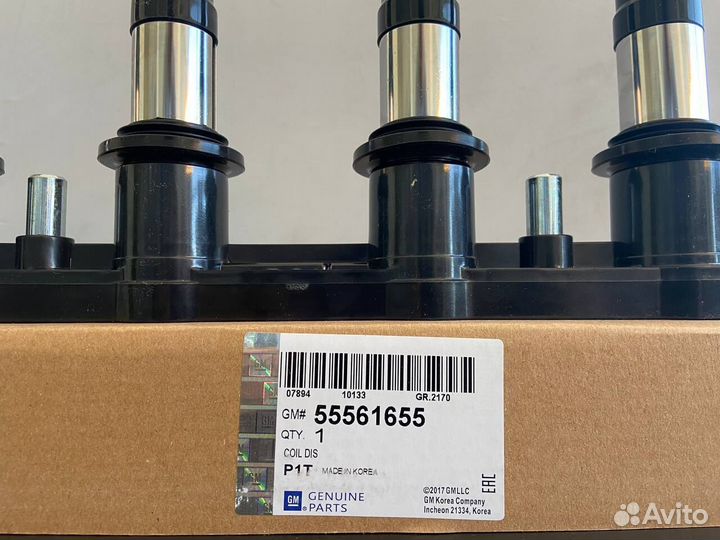 07894 10133 GR.2170
GM# 55561655
QTY. 1
COIL DIS
P1T MADE IN KOREA
GM GENUINE
PARTS
©2017 GMLLC
GM Korea Company
Incheon 21334, Korea
EAC
Avito